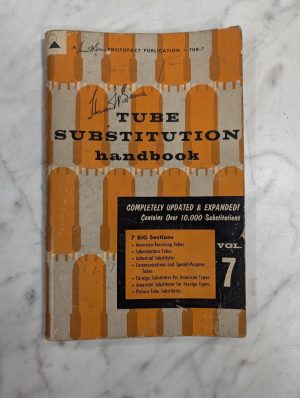 A Howard W. Sams PHOTOFACT PUBLICATION • TUB-7
Howard W. Sams
TUBE
SUBSTITUTION
handbook
COMPLETELY UPDATED & EXPANDED!
Contains Over 10,000 Substitutions
7 BIG Sections
• American Receiving Tubes
• Subminiature Tubes
• Industrial Substitutes
• Communications and Special-Purpose
Tubes
• Foreign Substitutes for American Types
• American Substitutes for Foreign Types
• Picture-Tube Substitutes
VOL.
7